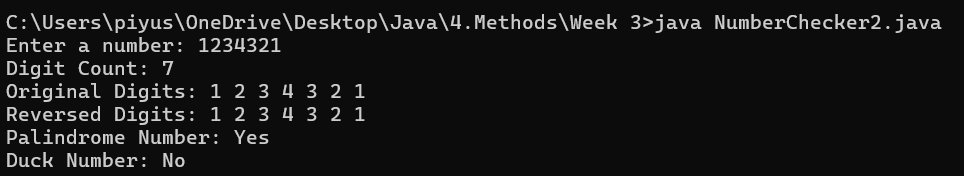 C:\Users\piyus\OneDrive\Desktop\Java\4.Methods\Week 3>java NumberChecker2.java
Enter a number: 1234321
Digit Count: 7
Original Digits: 1 2 3 4 3 2 1
Reversed Digits: 1 2 3 4 3 2 1
Palindrome Number: Yes
Duck Number: No